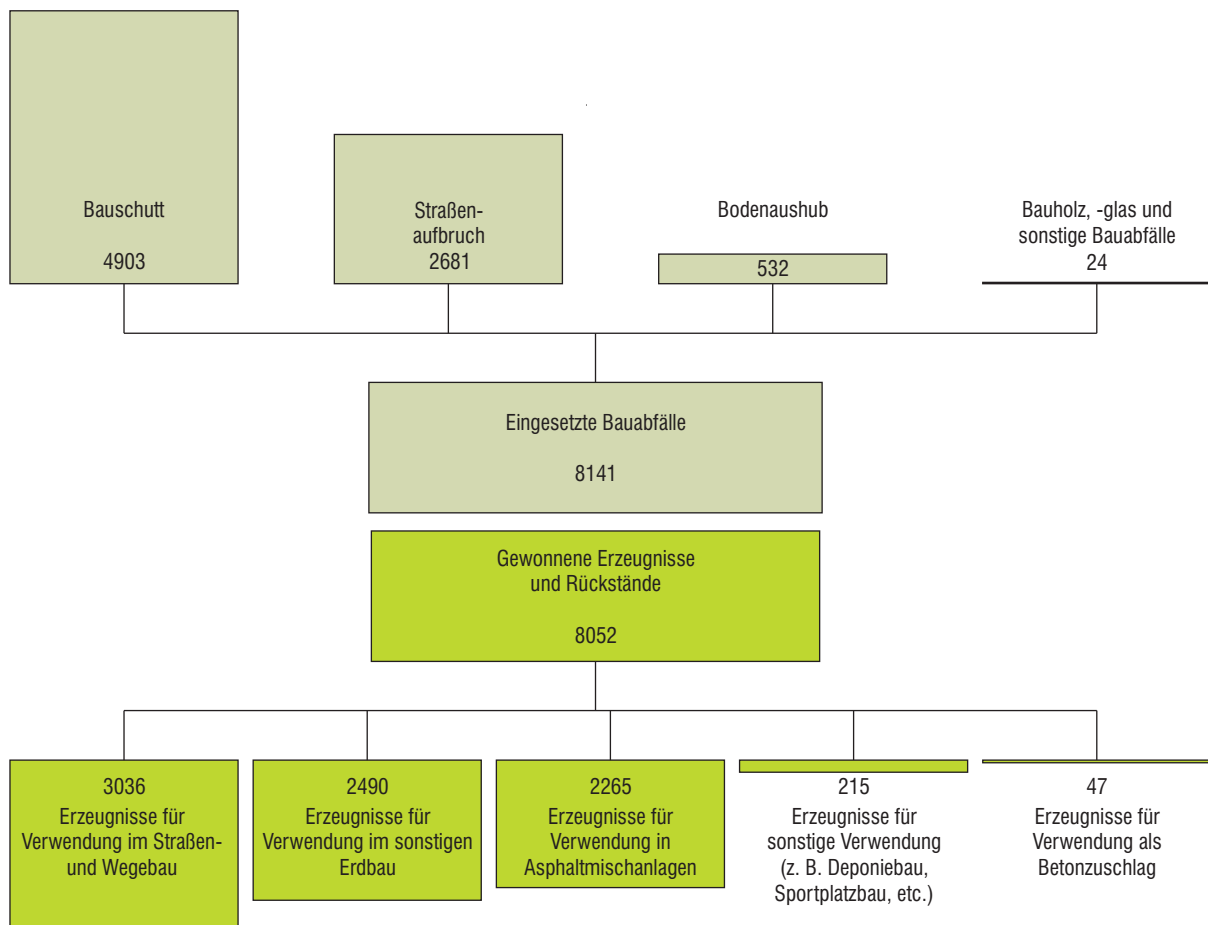 Bauschutt
4903
Straßen-
aufbruch
2681
Bodenaushub
532
Bauholz, -glas und
sonstige Bauabfälle
24
Eingesetzte Bauabfälle
8141
Gewonnene Erzeugnisse
und Rückstände
8052
3036
Erzeugnisse für
Verwendung im Straßen-
und Wegebau
2490
Erzeugnisse für
Verwendung im sonstigen
Erdbau
2265
Erzeugnisse für
Verwendung in
Asphaltmischanlagen
215
Erzeugnisse für
sonstige Verwendung
(z. B. Deponiebau,
Sportplatzbau, etc.)
47
Erzeugnisse für
Verwendung als
Betonzuschlag